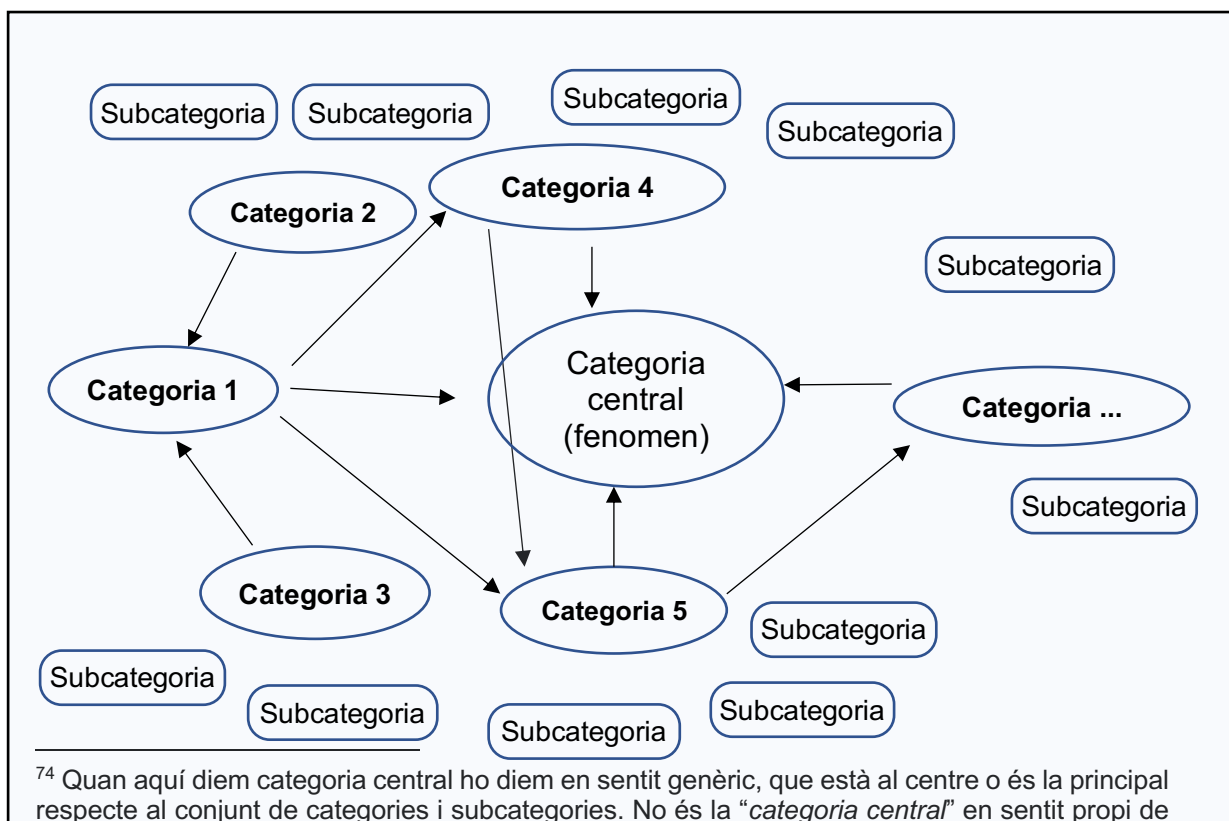 Subcategoria
Subcategoria
Subcategoria
Subcategoria
Categoria 4
Categoria 2
Subcategoria
Categoria
central
(fenomen)
Categoria 1
Categoria ...
Subcategoria
Categoria 3
Categoria 5
Subcategoria
Subcategoria
Subcategoria
Subcategoria
Subcategoria
74 Quan aquí diem categoria central ho diem en sentit genèric, que està al centre o és la principal
respecte al conjunt de categories i subcategories. No és la “categoria central” en sentit propi de